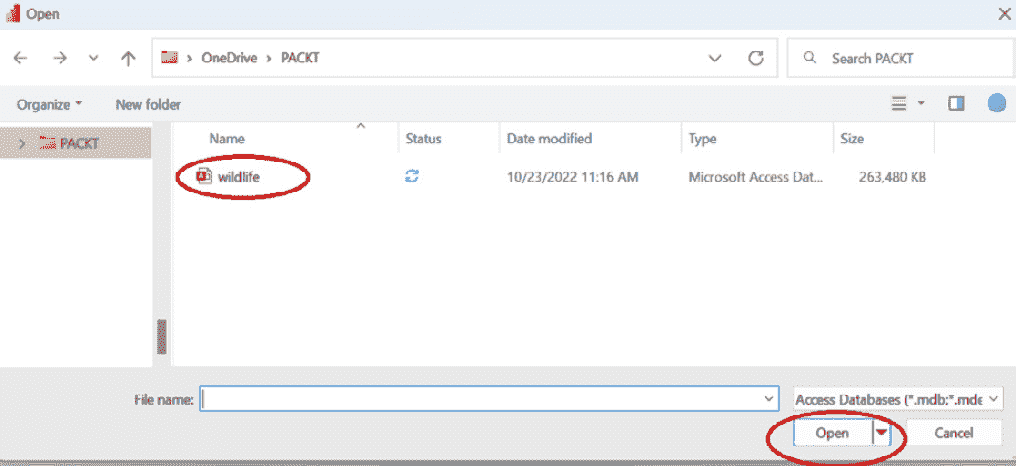 Open
OneDrive > PACKT
Search PACKT
Organize
New folder
PACKT
Name Status Date modified Type Size
wildlife 10/23/2022 11:16 AM Microsoft Access Dat... 263,480 KB
File name:
Access Databases (*.mdb;*.mde
Open Cancel